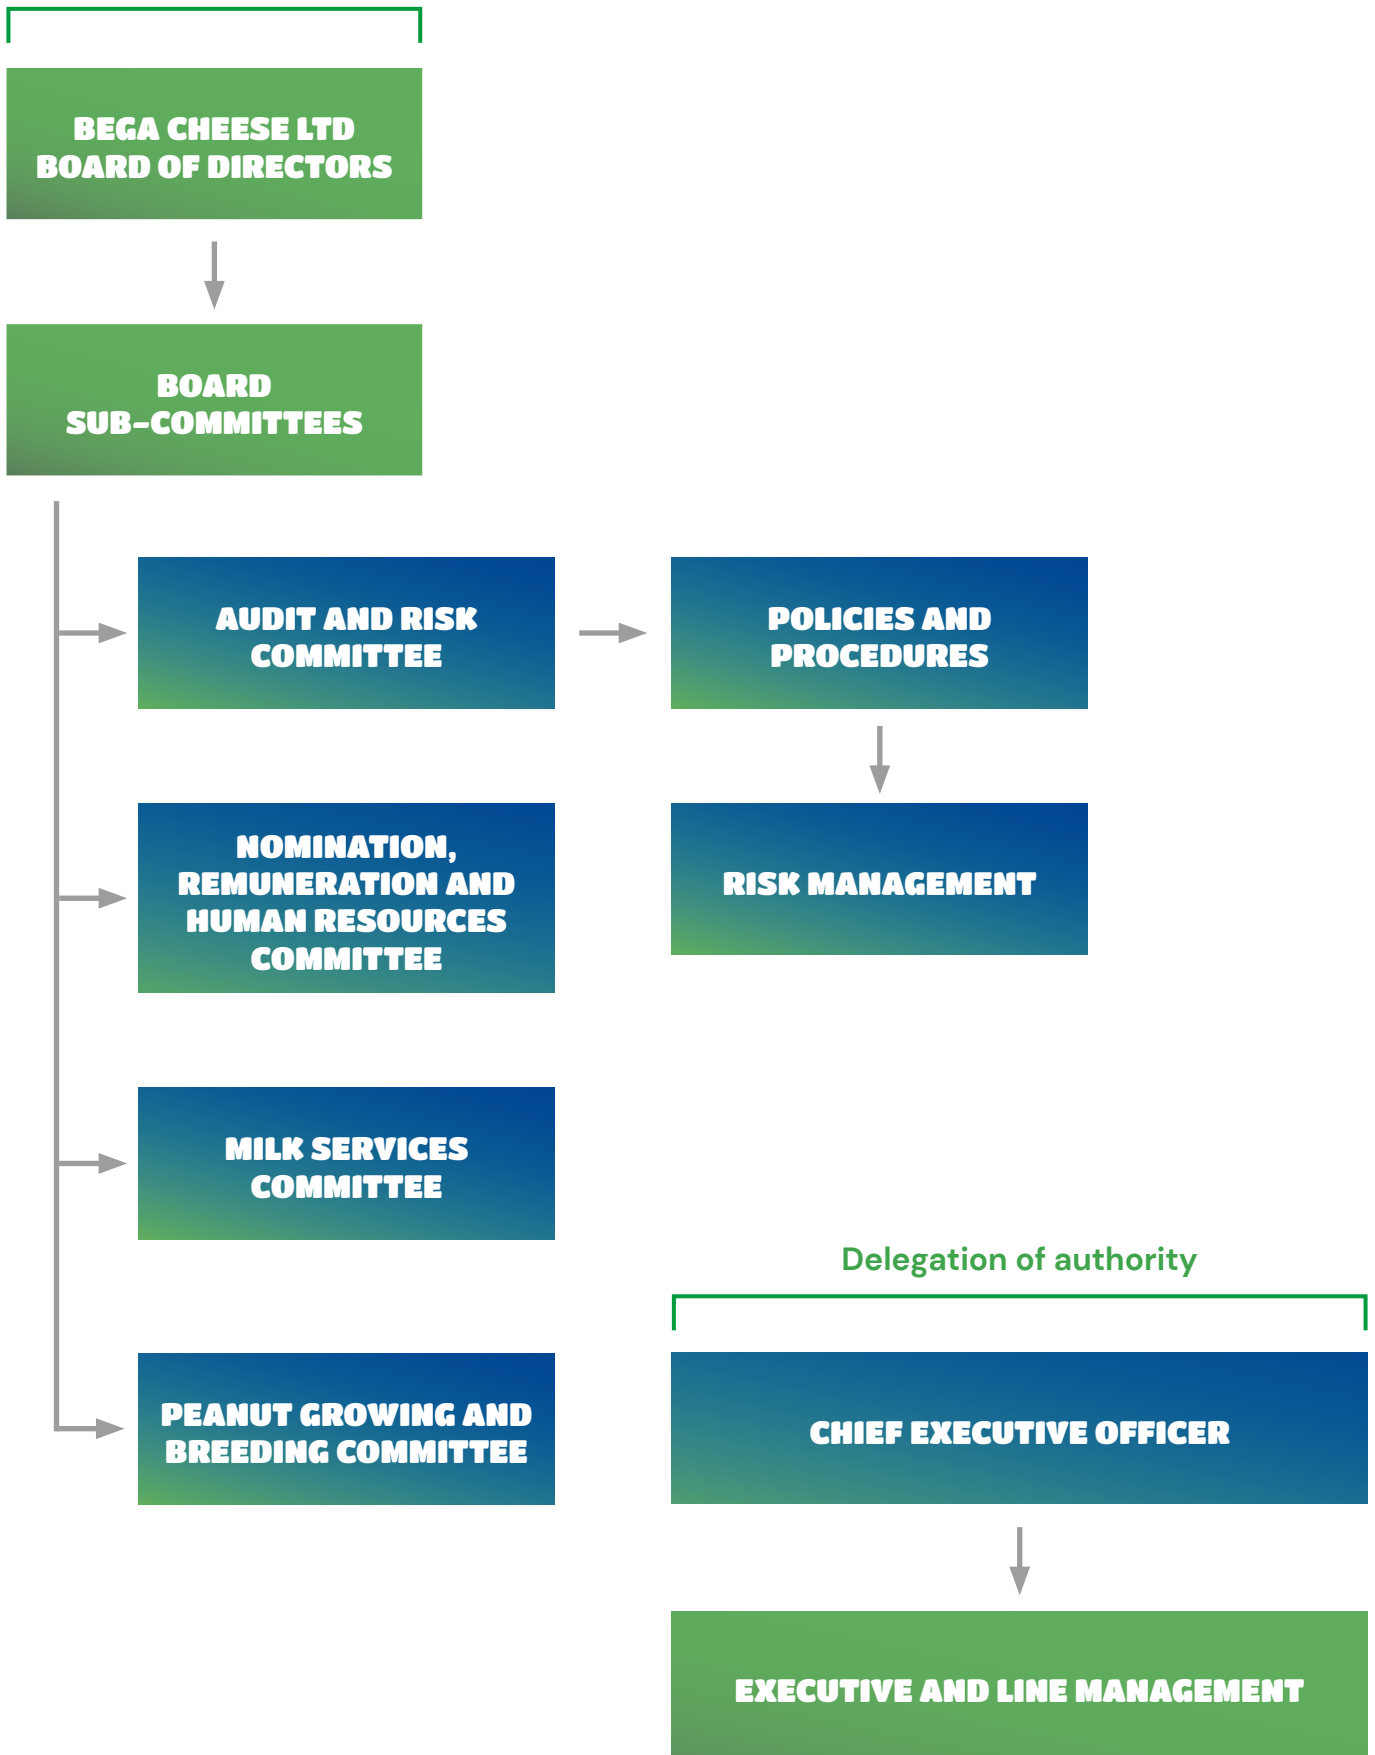 BEGA CHEESE LTD
BOARD OF DIRECTORS
BOARD
SUB-COMMITTEES
AUDIT AND RISK
COMMITTEE
POLICIES AND
PROCEDURES
NOMINATION,
REMUNERATION AND
HUMAN RESOURCES
COMMITTEE
RISK MANAGEMENT
MILK SERVICES
COMMITTEE
PEANUT GROWING AND
BREEDING COMMITTEE
Delegation of authority
CHIEF EXECUTIVE OFFICER
EXECUTIVE AND LINE MANAGEMENT